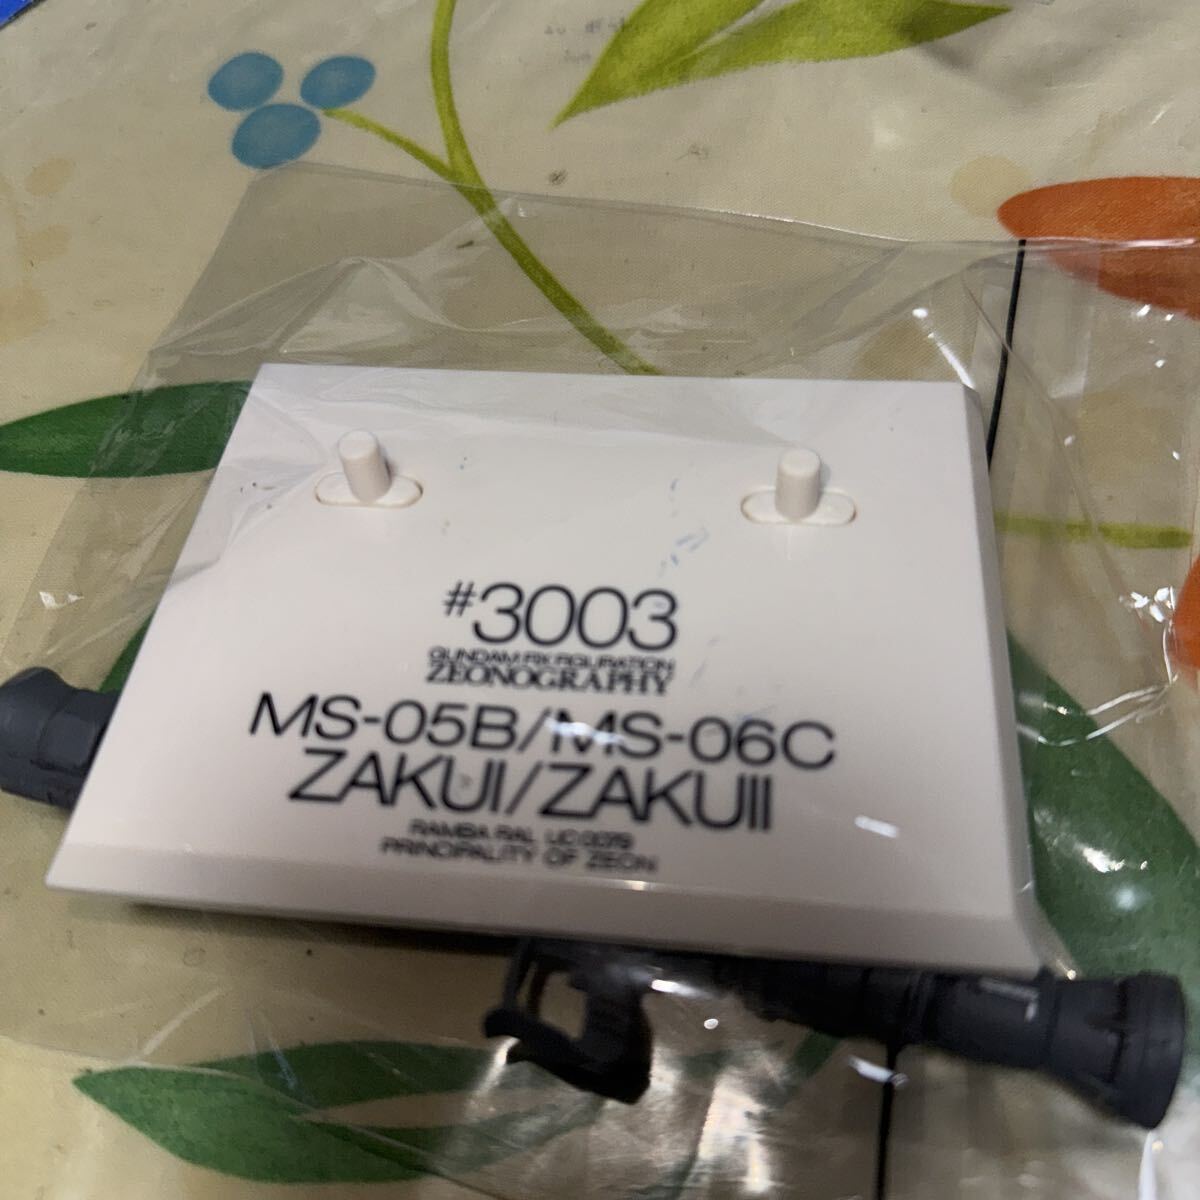 #3003
GUNDAM FIX FIGURATION
ZEONOGRAPHY
MS-05B/MS-06C
ZAKUI/ZAKUII
RAMBA RAL UC 0079
PRINCIPALITY OF ZEON